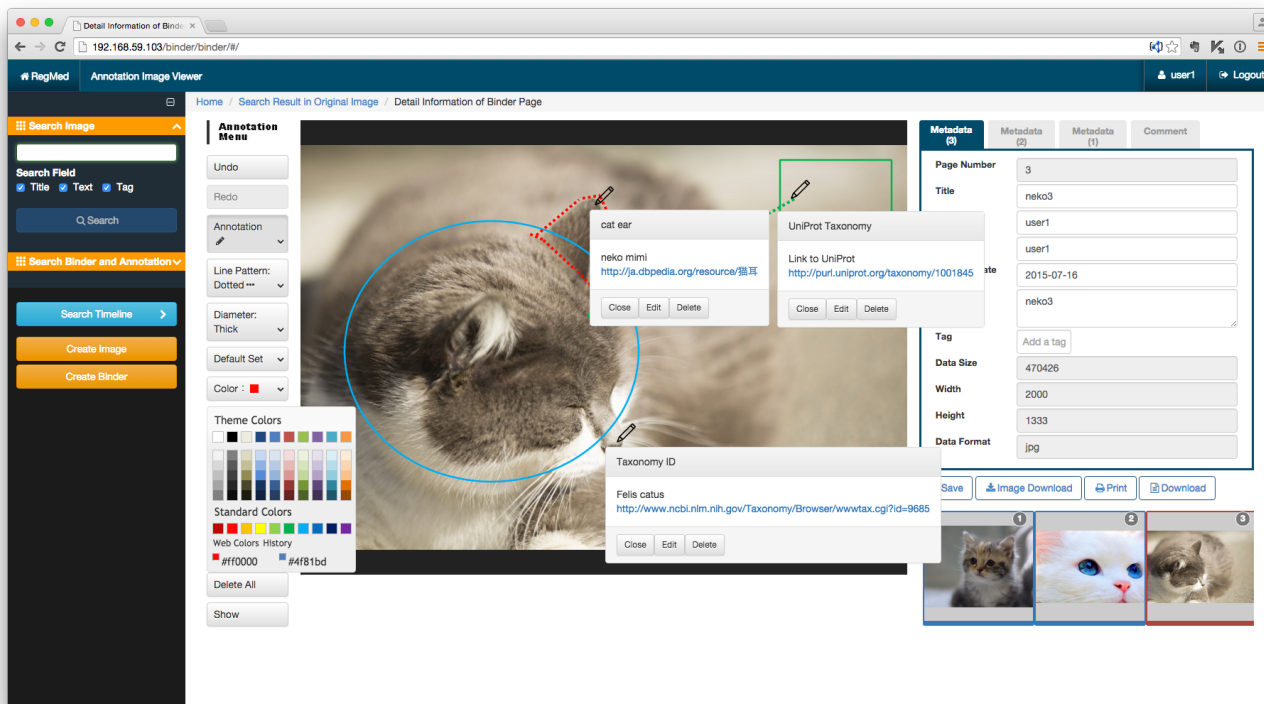 Detail Information of Binde
192.168.59.103/binder/binder/#/
RegMed
Annotation Image Viewer
user1
Logout
Home / Search Result in Original Image / Detail Information of Binder Page
Search Image
Search Field
Title
Text
Tag
Search
Search Binder and Annotation
Search Timeline
Create Image
Create Binder
Annotation
Menu
Undo
Redo
Annotation
Line Pattern:
Dotted
Diameter:
Thick
Default Set
Color :
Theme Colors
Standard Colors
Web Colors History
#ff0000
#4f81bd
Delete All
Show
cat ear
neko mimi
http://ja.dbpedia.org/resource/猫耳
Close
Edit
Delete
UniProt Taxonomy
Link to UniProt
http://purl.uniprot.org/taxonomy/1001845
Close
Edit
Delete
Taxonomy ID
Felis catus
http://www.ncbi.nlm.nih.gov/Taxonomy/Browser/wwwtax.cgi?id=9685
Close
Edit
Delete
Metadata
(3)
Metadata
(2)
Metadata
(1)
Comment
Page Number
3
Title
neko3
user1
user1
ate
2015-07-16
neko3
Tag
Add a tag
Data Size
470426
Width
2000
Height
1333
Data Format
jpg
Save
Image Download
Print
Download
1
2
3